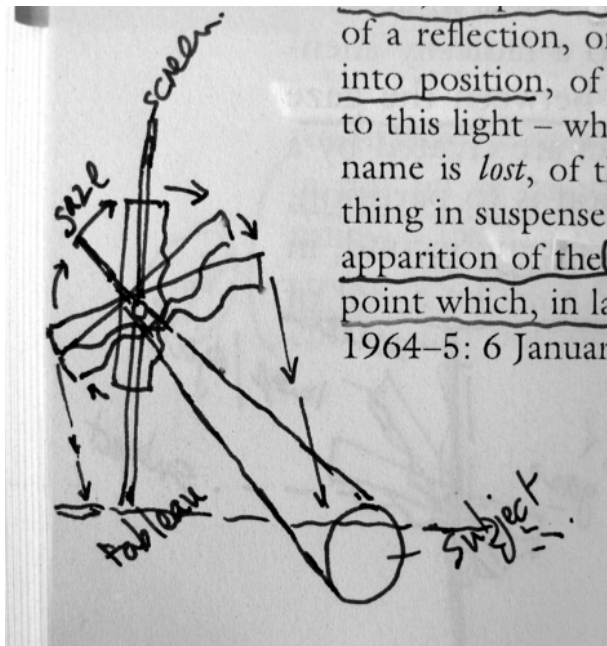 screen.
gaze
tableau
subject
of a reflection, or
into position, of
to this light – wh
name is lost, of t
thing in suspense
apparition of the
point which, in la
1964–5: 6 Januar